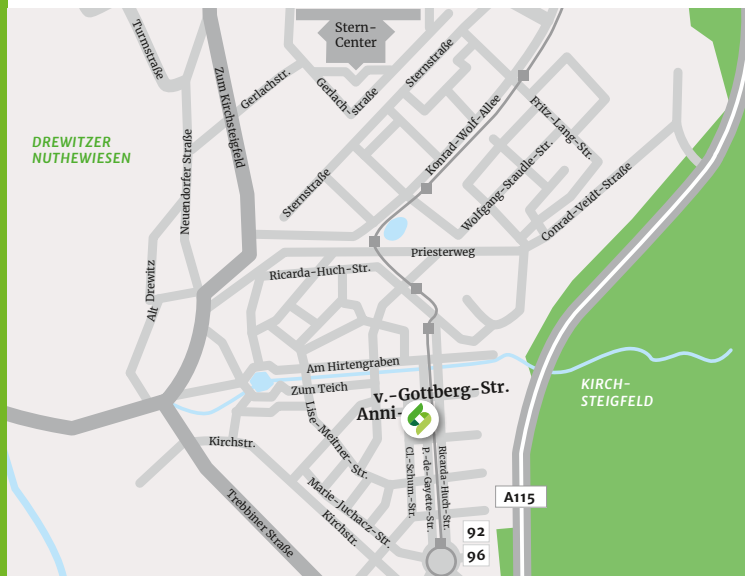 Stern-
Center
Turmstraße
Zum Kirchsteigfeld
Gerlachstr.
Gerlach-
straße
Sternstraße
Konrad-Wolf-Allee
Fritz-Lang-Str.
DREWITZER
NUTHEWIESEN
Neuendorfer Straße
Sternstraße
Wolfgang-Staudte-Str.
Conrad-Veidt-Straße
Priesterweg
Ricarda-Huch-Str.
Alt Drewitz
Am Hirtengraben
Zum Teich
v.-Gottberg-Str.
Anni-
KIRCH-
STEIGFELD
Lise-Meitner-Str.
Kirchstr.
Cl.-Schum.-Str.
P.-de-Gayette-Str.
Ricarda-Huch-Str.
Marie-Juchacz-Str.
Kirchstr.
Trebbiner Straße
A115
92
96